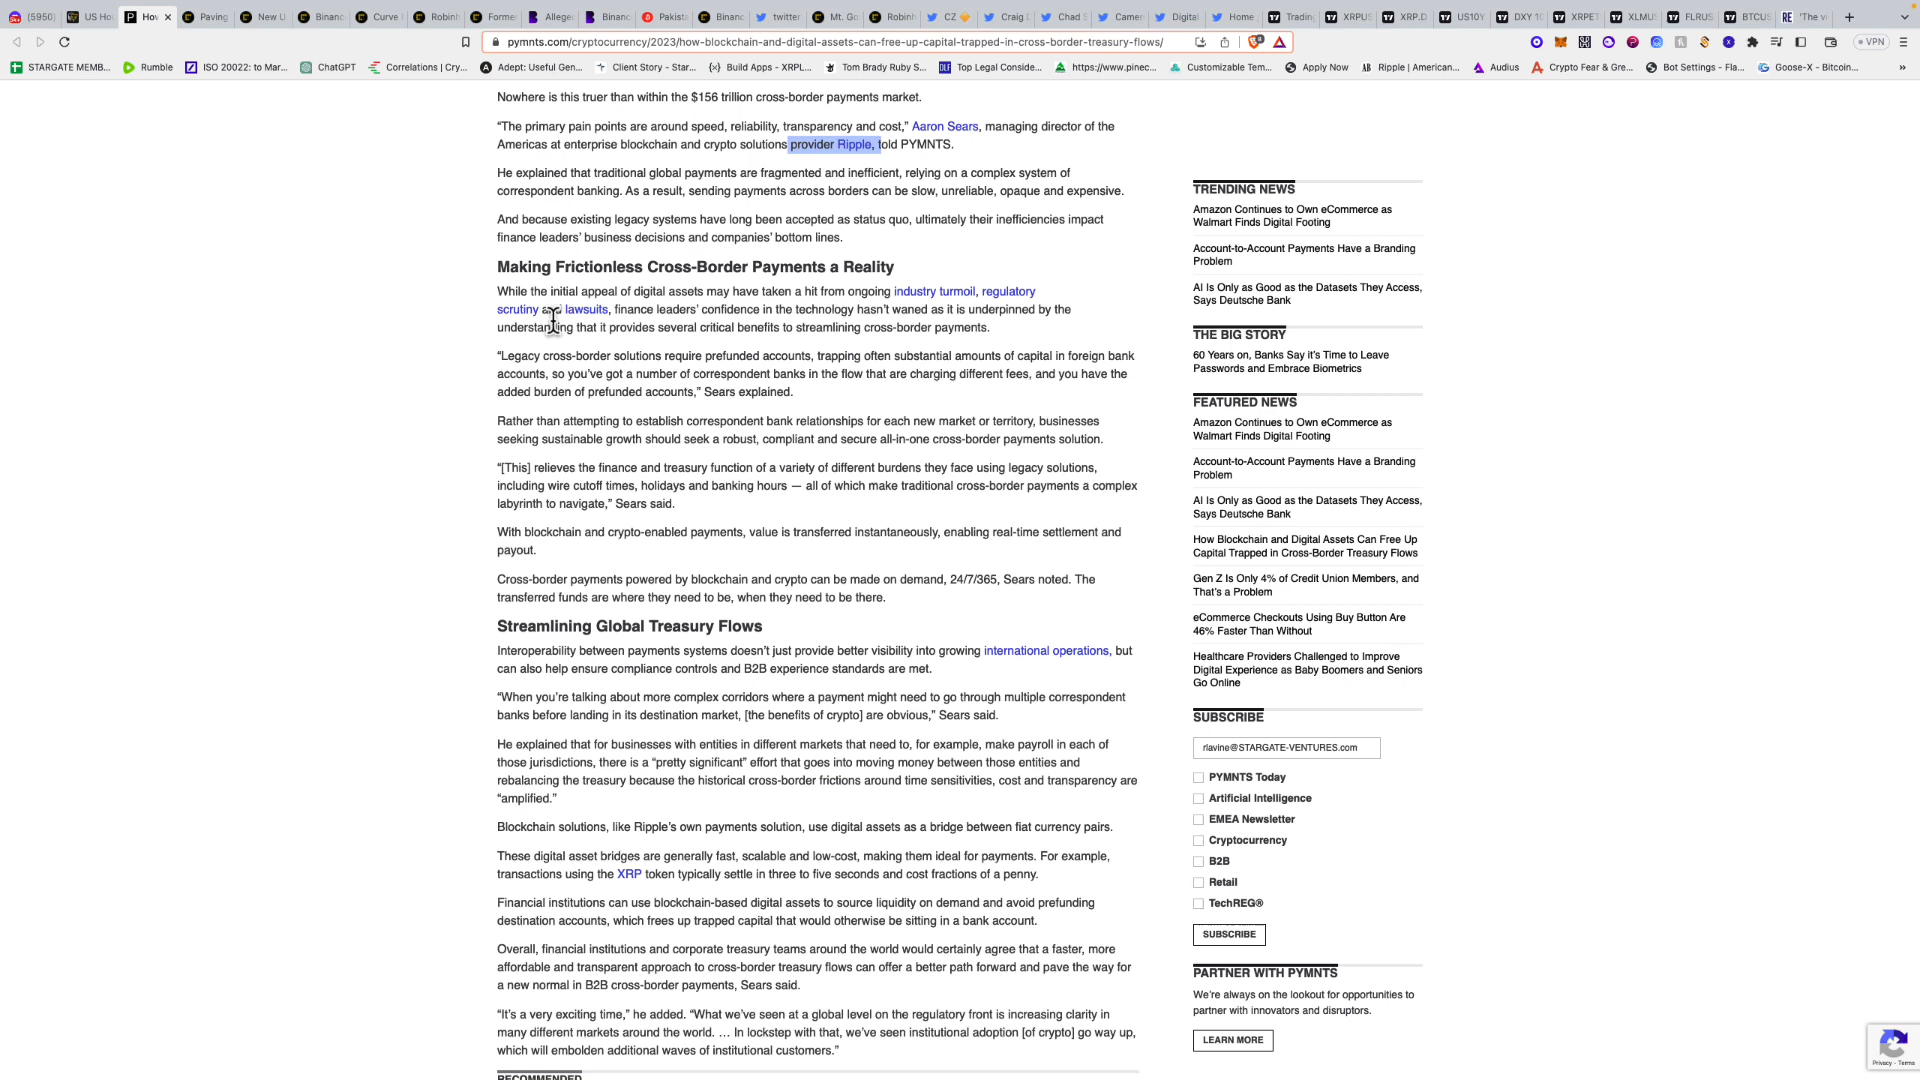 (5950)
US Ho
Hov
Paving
New U
Binanc
Curve I
Robinh
Former
Allege
Binanc
Pakista
Binanc
twitter
Mt. Go
Robinh
CZ
Craig D
Chad S
Camer
Digital
Home
Trading
XRPUS
XRP.D
US10Y
DXY 10
XRPET
XLMUS
FLRUS
BTCUS
'The v
pymnts.com/cryptocurrency/2023/how-blockchain-and-digital-assets-can-free-up-capital-trapped-in-cross-border-treasury-flows/
VPN
STARGATE MEMB...
Rumble
ISO 20022: to Mar...
ChatGPT
Correlations | Cry...
Adept: Useful Gen...
Client Story - Star...
Build Apps - XRPL...
Tom Brady Ruby S...
Top Legal Conside...
https://www.pinec...
Customizable Tem...
Apply Now
Ripple | American...
Audius
Crypto Fear & Gre...
Bot Settings - Fla...
Goose-X - Bitcoin...
Nowhere is this truer than within the $156 trillion cross-border payments market.
“The primary pain points are around speed, reliability, transparency and cost,” Aaron Sears, managing director of the
Americas at enterprise blockchain and crypto solutions provider Ripple, told PYMNTS.
He explained that traditional global payments are fragmented and inefficient, relying on a complex system of
correspondent banking. As a result, sending payments across borders can be slow, unreliable, opaque and expensive.
And because existing legacy systems have long been accepted as status quo, ultimately their inefficiencies impact
finance leaders’ business decisions and companies’ bottom lines.
Making Frictionless Cross-Border Payments a Reality
While the initial appeal of digital assets may have taken a hit from ongoing industry turmoil, regulatory
scrutiny and lawsuits, finance leaders’ confidence in the technology hasn’t waned as it is underpinned by the
understanding that it provides several critical benefits to streamlining cross-border payments.
“Legacy cross-border solutions require prefunded accounts, trapping often substantial amounts of capital in foreign bank
accounts, so you’ve got a number of correspondent banks in the flow that are charging different fees, and you have the
added burden of prefunded accounts,” Sears explained.
Rather than attempting to establish correspondent bank relationships for each new market or territory, businesses
seeking sustainable growth should seek a robust, compliant and secure all-in-one cross-border payments solution.
“[This] relieves the finance and treasury function of a variety of different burdens they face using legacy solutions,
including wire cutoff times, holidays and banking hours — all of which make traditional cross-border payments a complex
labyrinth to navigate,” Sears said.
With blockchain and crypto-enabled payments, value is transferred instantaneously, enabling real-time settlement and
payout.
Cross-border payments powered by blockchain and crypto can be made on demand, 24/7/365, Sears noted. The
transferred funds are where they need to be, when they need to be there.
Streamlining Global Treasury Flows
Interoperability between payments systems doesn’t just provide better visibility into growing international operations, but
can also help ensure compliance controls and B2B experience standards are met.
“When you’re talking about more complex corridors where a payment might need to go through multiple correspondent
banks before landing in its destination market, [the benefits of crypto] are obvious,” Sears said.
He explained that for businesses with entities in different markets that need to, for example, make payroll in each of
those jurisdictions, there is a “pretty significant” effort that goes into moving money between those entities and
rebalancing the treasury because the historical cross-border frictions around time sensitivities, cost and transparency are
“amplified.”
Blockchain solutions, like Ripple’s own payments solution, use digital assets as a bridge between fiat currency pairs.
These digital asset bridges are generally fast, scalable and low-cost, making them ideal for payments. For example,
transactions using the XRP token typically settle in three to five seconds and cost fractions of a penny.
Financial institutions can use blockchain-based digital assets to source liquidity on demand and avoid prefunding
destination accounts, which frees up trapped capital that would otherwise be sitting in a bank account.
Overall, financial institutions and corporate treasury teams around the world would certainly agree that a faster, more
affordable and transparent approach to cross-border treasury flows can offer a better path forward and pave the way for
a new normal in B2B cross-border payments, Sears said.
“It’s a very exciting time,” he added. “What we’ve seen at a global level on the regulatory front is increasing clarity in
many different markets around the world. … In lockstep with that, we’ve seen institutional adoption [of crypto] go way up,
which will embolden additional waves of institutional customers.”
RECOMMENDED
TRENDING NEWS
Amazon Continues to Own eCommerce as
Walmart Finds Digital Footing
Account-to-Account Payments Have a Branding
Problem
AI Is Only as Good as the Datasets They Access,
Says Deutsche Bank
THE BIG STORY
60 Years on, Banks Say it’s Time to Leave
Passwords and Embrace Biometrics
FEATURED NEWS
Amazon Continues to Own eCommerce as
Walmart Finds Digital Footing
Account-to-Account Payments Have a Branding
Problem
AI Is Only as Good as the Datasets They Access,
Says Deutsche Bank
How Blockchain and Digital Assets Can Free Up
Capital Trapped in Cross-Border Treasury Flows
Gen Z Is Only 4% of Credit Union Members, and
That’s a Problem
eCommerce Checkouts Using Buy Button Are
46% Faster Than Without
Healthcare Providers Challenged to Improve
Digital Experience as Baby Boomers and Seniors
Go Online
SUBSCRIBE
rlavine@STARGATE-VENTURES.com
PYMNTS Today
Artificial Intelligence
EMEA Newsletter
Cryptocurrency
B2B
Retail
TechREG®
SUBSCRIBE
PARTNER WITH PYMNTS
We’re always on the lookout for opportunities to
partner with innovators and disruptors.
LEARN MORE
Privacy - Terms